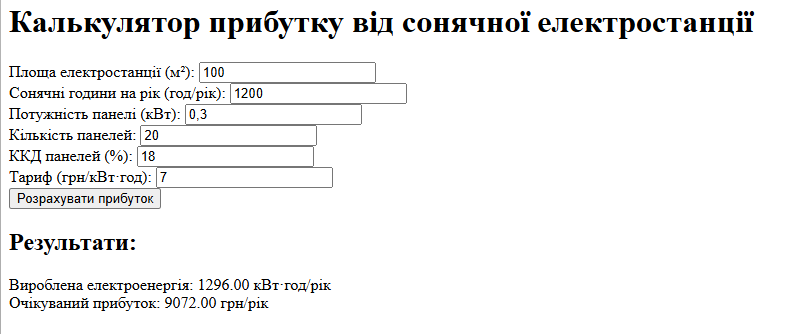 Калькулятор прибутку від сонячної електростанції
Площа електростанції (м²): 100
Сонячні години на рік (год/рік): 1200
Потужність панелі (кВт): 0,3
Кількість панелей: 20
ККД панелей (%): 18
Тариф (грн/кВт·год): 7
Розрахувати прибуток
Результати:
Вироблена електроенергія: 1296.00 кВт·год/рік
Очікуваний прибуток: 9072.00 грн/рік